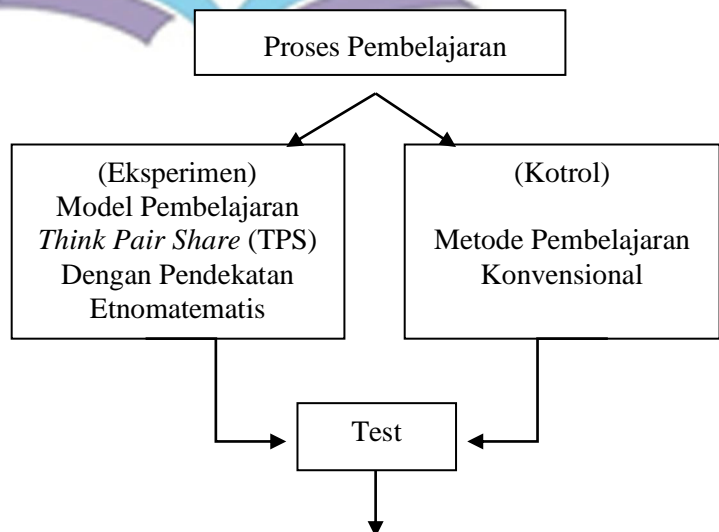 Proses Pembelajaran
(Eksperimen)
Model Pembelajaran
Think Pair Share (TPS)
Dengan Pendekatan
Etnomatematis
(Kotrol)
Metode Pembelajaran
Konvensional
Test